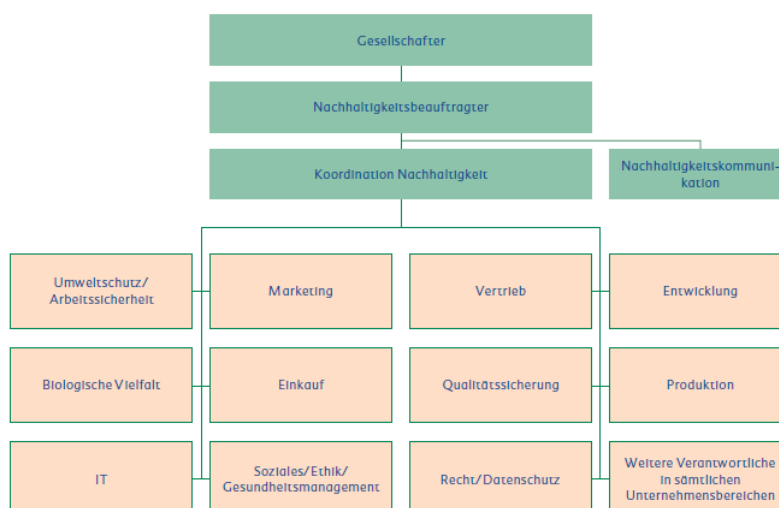 Gesellschafter
Nachhaltigkeitsbeauftragter
Koordination Nachhaltigkeit
Nachhaltigkeitskommuni-
kation
Umweltschutz/
Arbeitssicherheit
Marketing
Vertrieb
Entwicklung
Biologische Vielfalt
Einkauf
Qualitätssicherung
Produktion
IT
Soziales/Ethik/
Gesundheitsmanagement
Recht/Datenschutz
Weitere Verantwortliche
in sämtlichen
Unternehmensbereichen